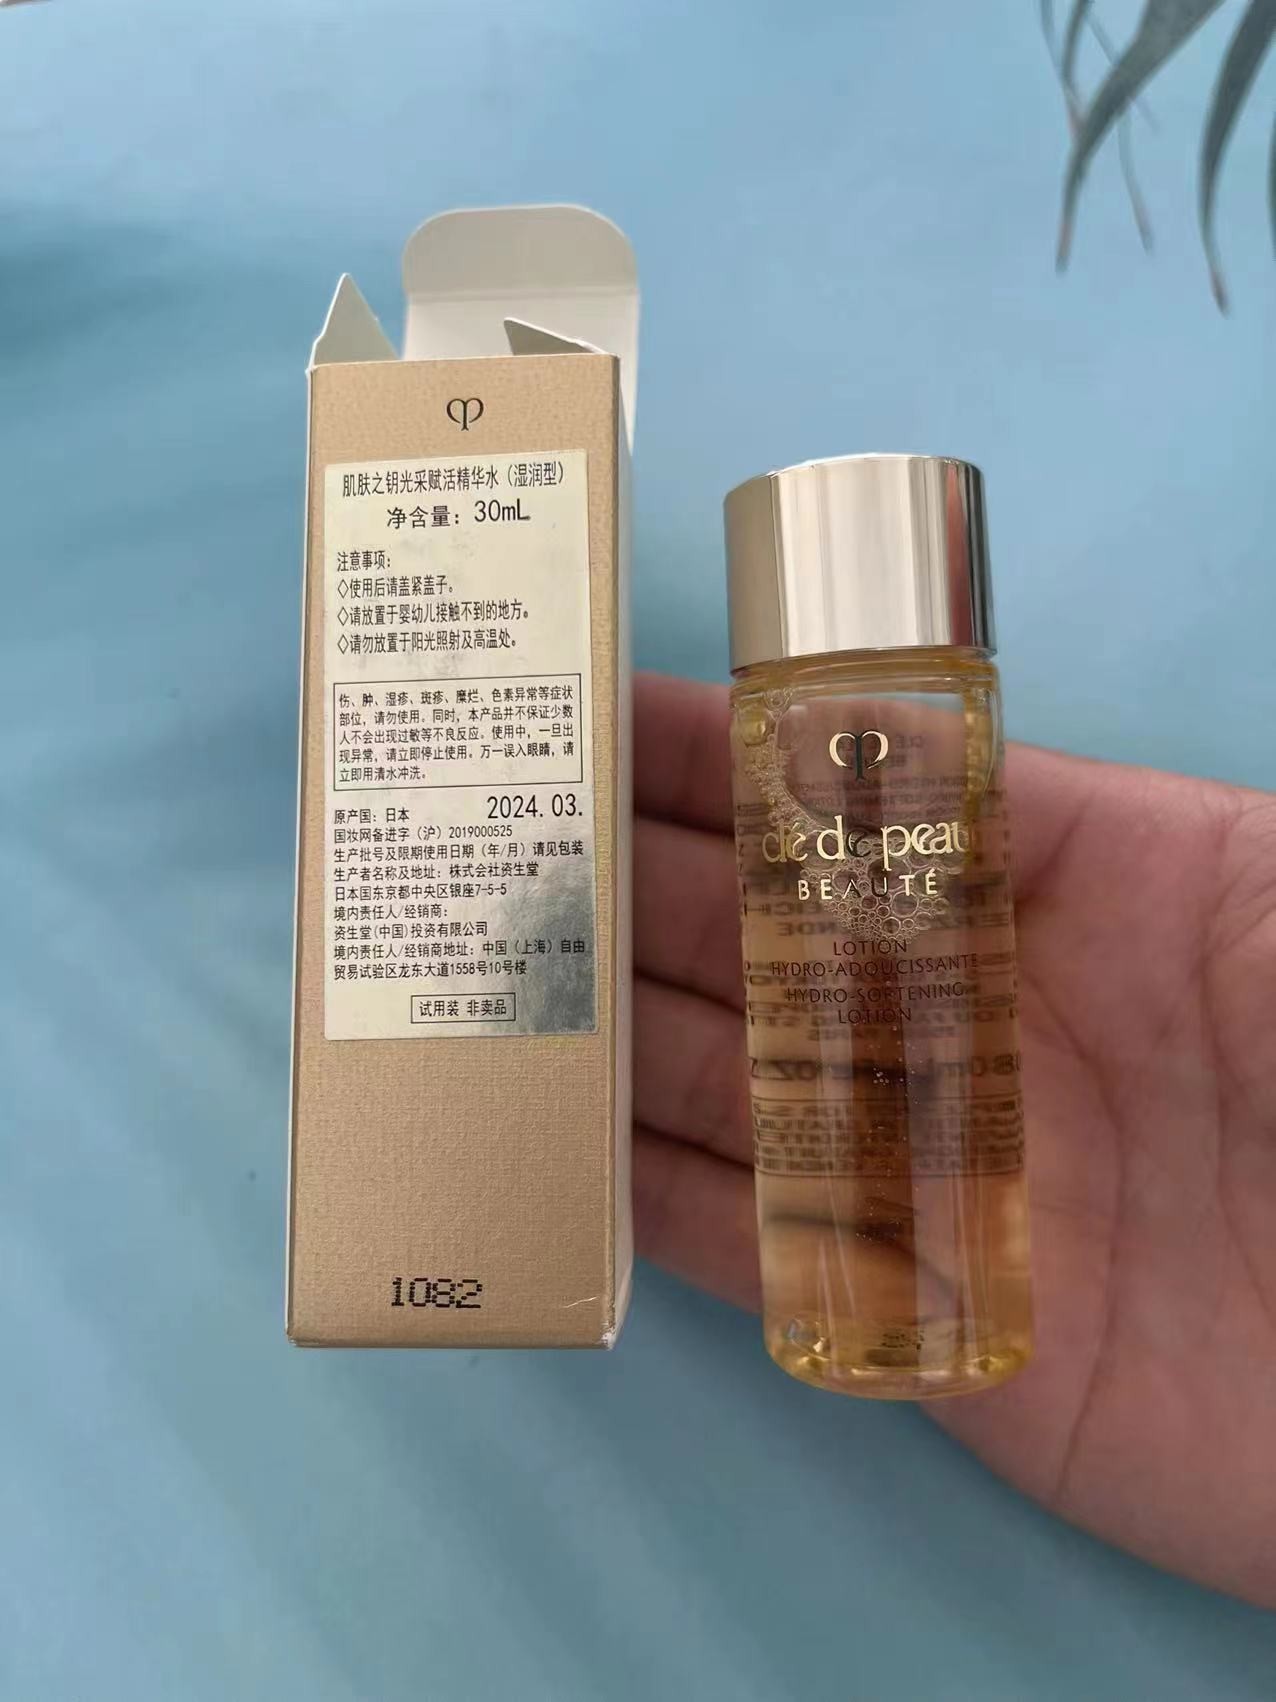 肌肤之钥光采赋活精华水（湿润型）
净含量：30mL
注意事项：
◇使用后请盖紧盖子。
◇请放置于婴幼儿接触不到的地方。
◇请勿放置于阳光照射及高温处。
伤、肿、湿疹、斑疹、糜烂、色素异常等症状
部位，请勿使用。同时，本产品并不保证少数
人不会出现过敏等不良反应。使用中，一旦出
现异常，请立即停止使用。万一误入眼睛，请
立即用清水冲洗。
原产国：日本 2024.03.
国妆网备进字（沪）2019000525
生产批号及限期使用日期（年/月）请见包装
生产者名称及地址：株式会社资生堂
日本国东京都中央区银座7-5-5
境内责任人/经销商：
资生堂(中国)投资有限公司
境内责任人/经销商地址：中国（上海）自由
贸易试验区龙东大道1558号10号楼
试用装 非卖品
1082
clé de peau
BEAUTÉ
LOTION
HYDRO-ADOUCISSANTE
HYDRO-SOFTENING
LOTION